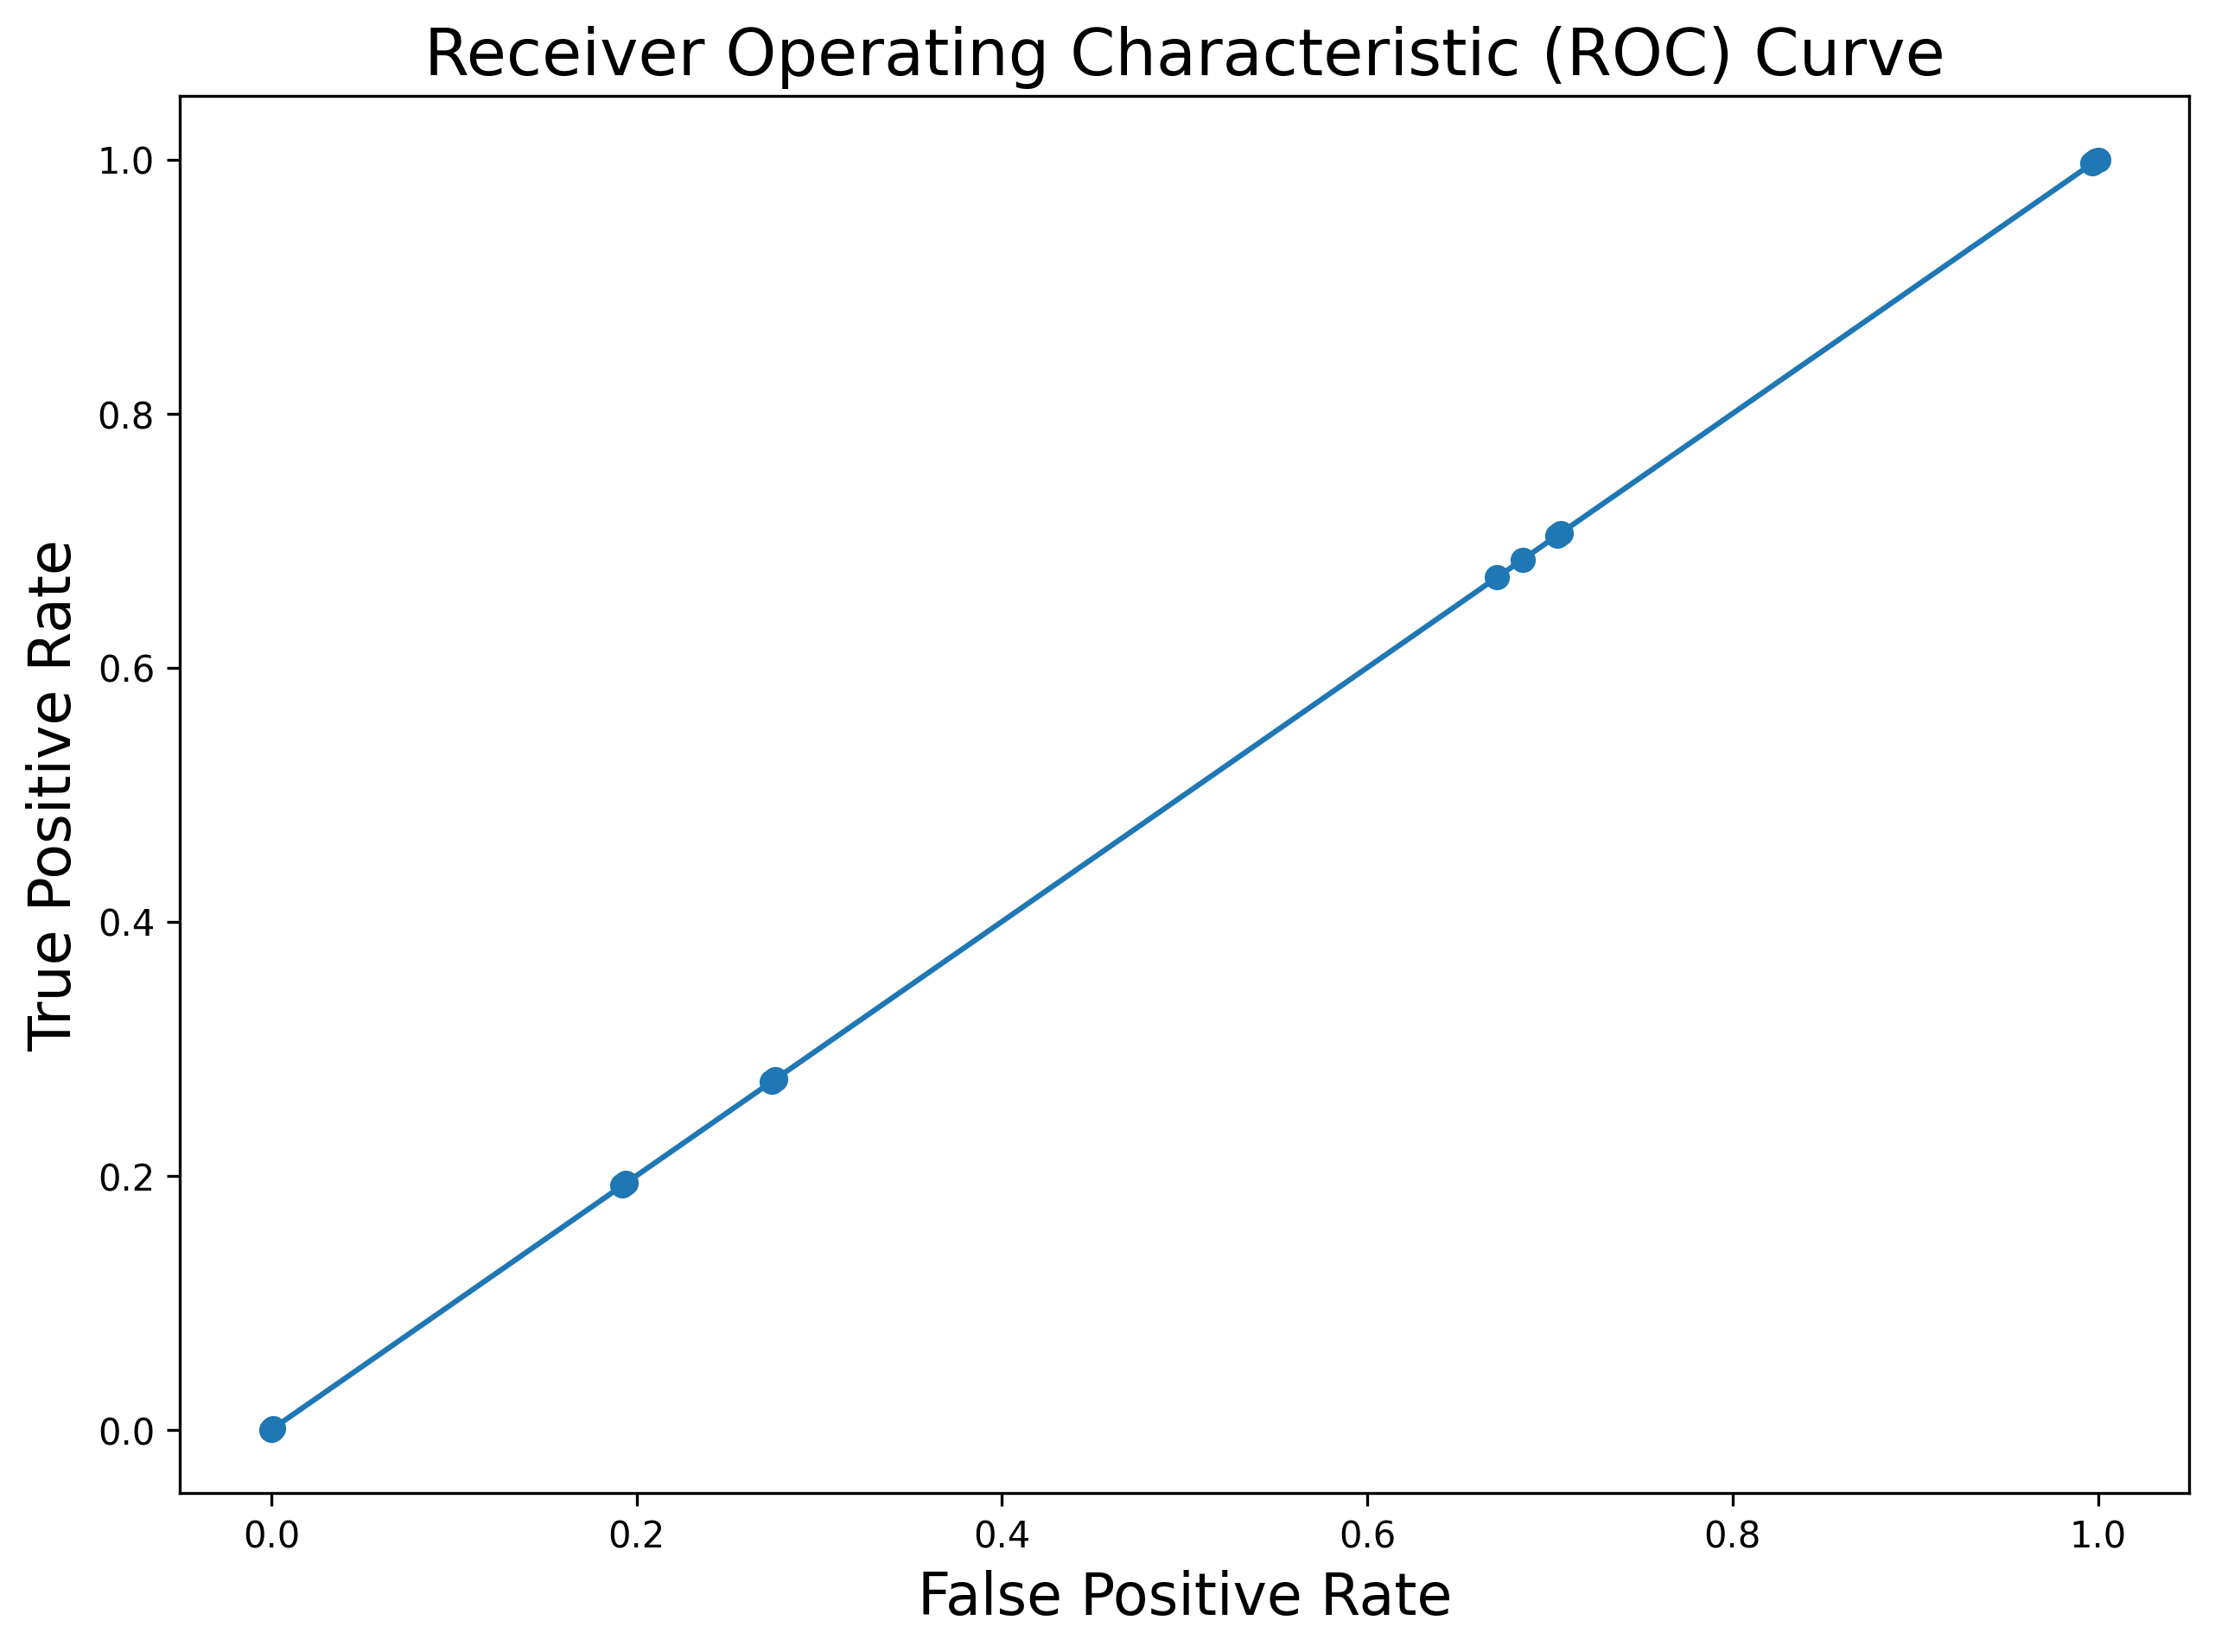 Receiver Operating Characteristic (ROC) Curve
True Positive Rate
1.0
0.8
0.6
0.4
0.2
0.0
0.0 0.2 0.4 0.6 0.8 1.0
False Positive Rate